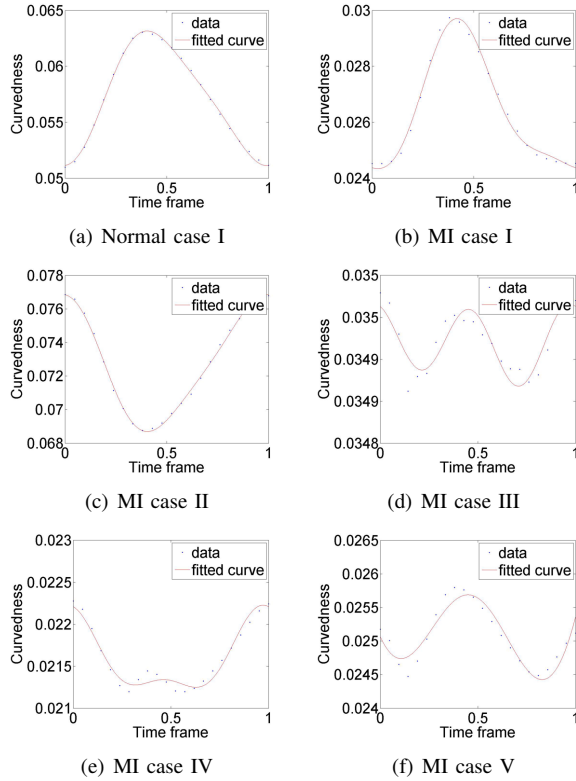 0.065
0.06
0.055
0.05
Curvedness
0 0.5 1
Time frame
data
fitted curve
(a) Normal case I
0.03
0.028
0.026
0.024
Curvedness
0 0.5 1
Time frame
data
fitted curve
(b) MI case I
0.078
0.076
0.074
0.072
0.07
0.068
Curvedness
0 0.5 1
Time frame
data
fitted curve
(c) MI case II
0.035
0.035
0.0349
0.0348
Curvedness
0 0.5 1
Time frame
data
fitted curve
(d) MI case III
0.023
0.0225
0.022
0.0215
0.021
Curvedness
0 0.5 1
Time frame
data
fitted curve
(e) MI case IV
0.0265
0.026
0.0255
0.025
0.0245
0.024
Curvedness
0 0.5 1
Time frame
data
fitted curve
(f) MI case V